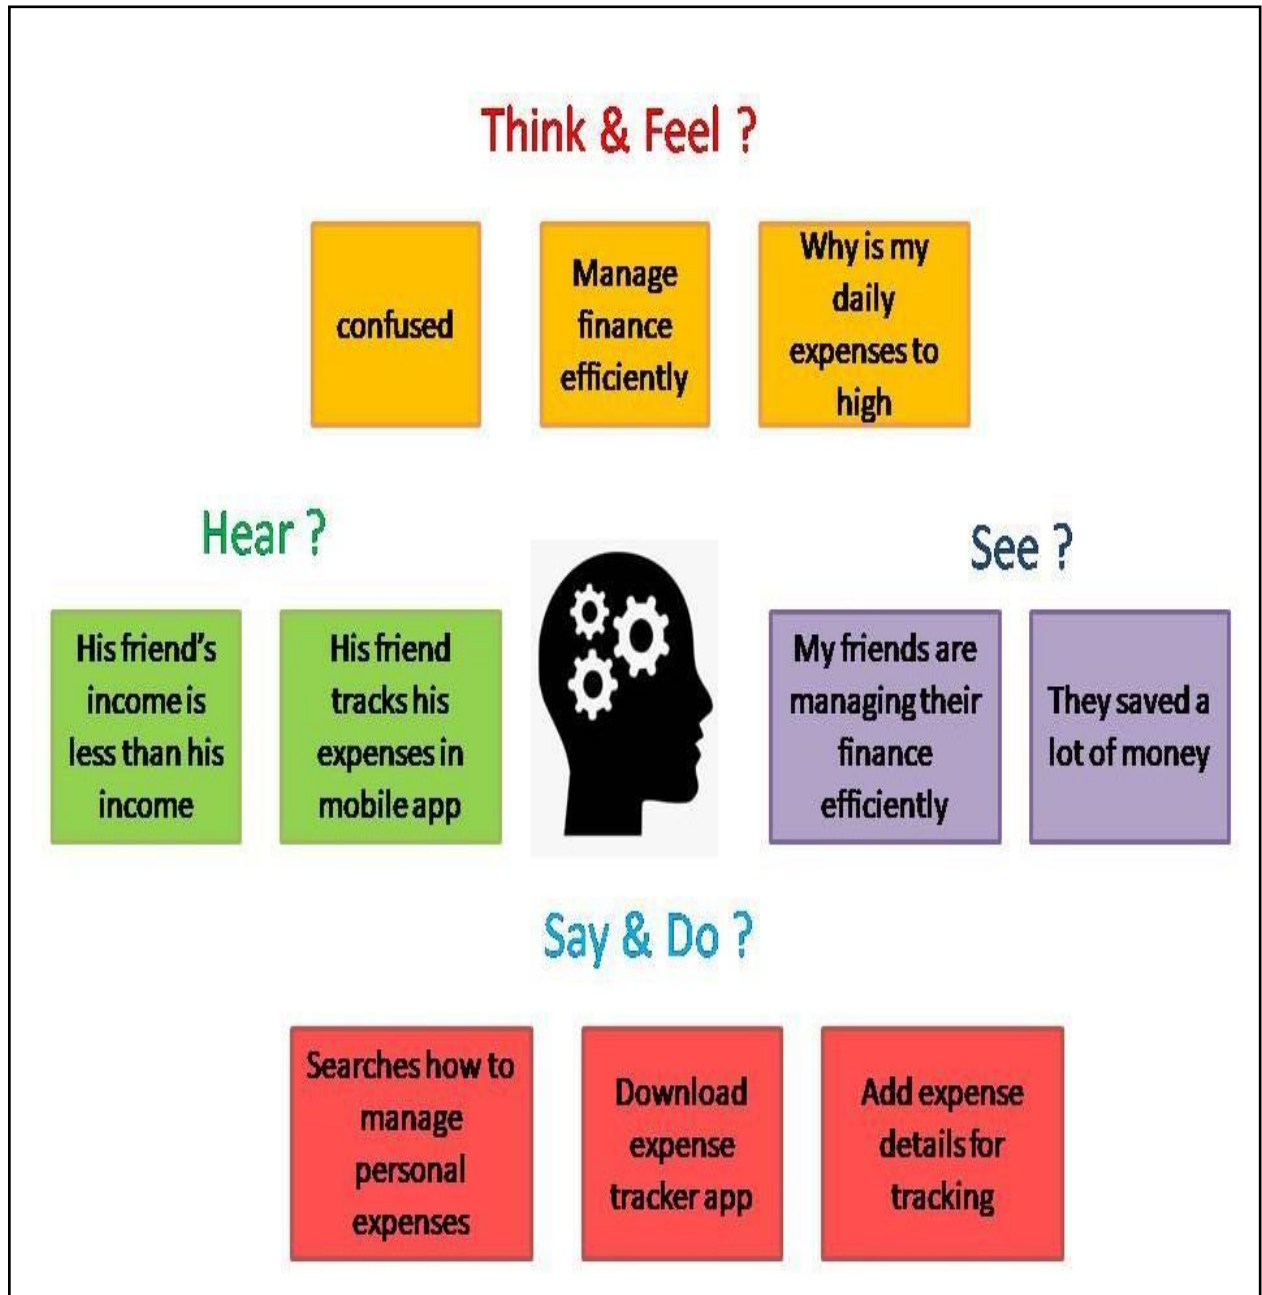 Think & Feel ?
confused
Manage
finance
efficiently
Why is my
daily
expenses to
high
Hear ?
See ?
His friend's
income is
less than his
income
His friend
tracks his
expenses in
mobile app
My friends are
managing their
finance
efficiently
They saved a
lot of money
Say & Do ?
Searches how to
manage
personal
expenses
Download
expense
tracker app
Add expense
details for
tracking